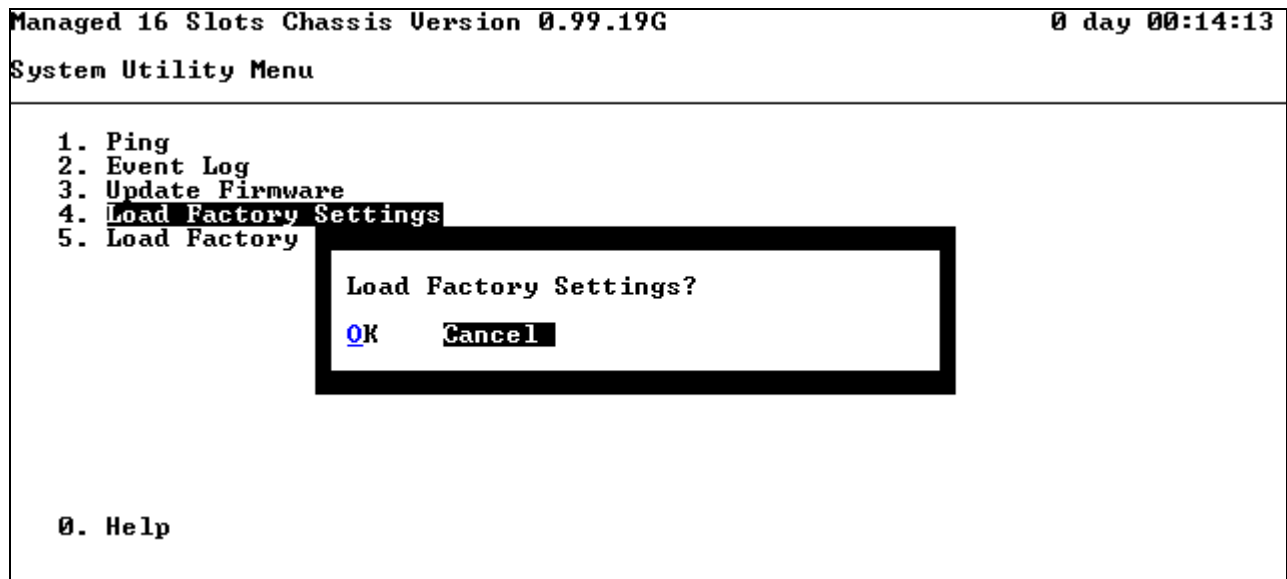 Managed 16 Slots Chassis Version 0.99.19G 0 day 00:14:13
System Utility Menu
1. Ping
2. Event Log
3. Update Firmware
4. Load Factory Settings
5. Load Factory
Load Factory Settings?
OK Cancel
0. Help